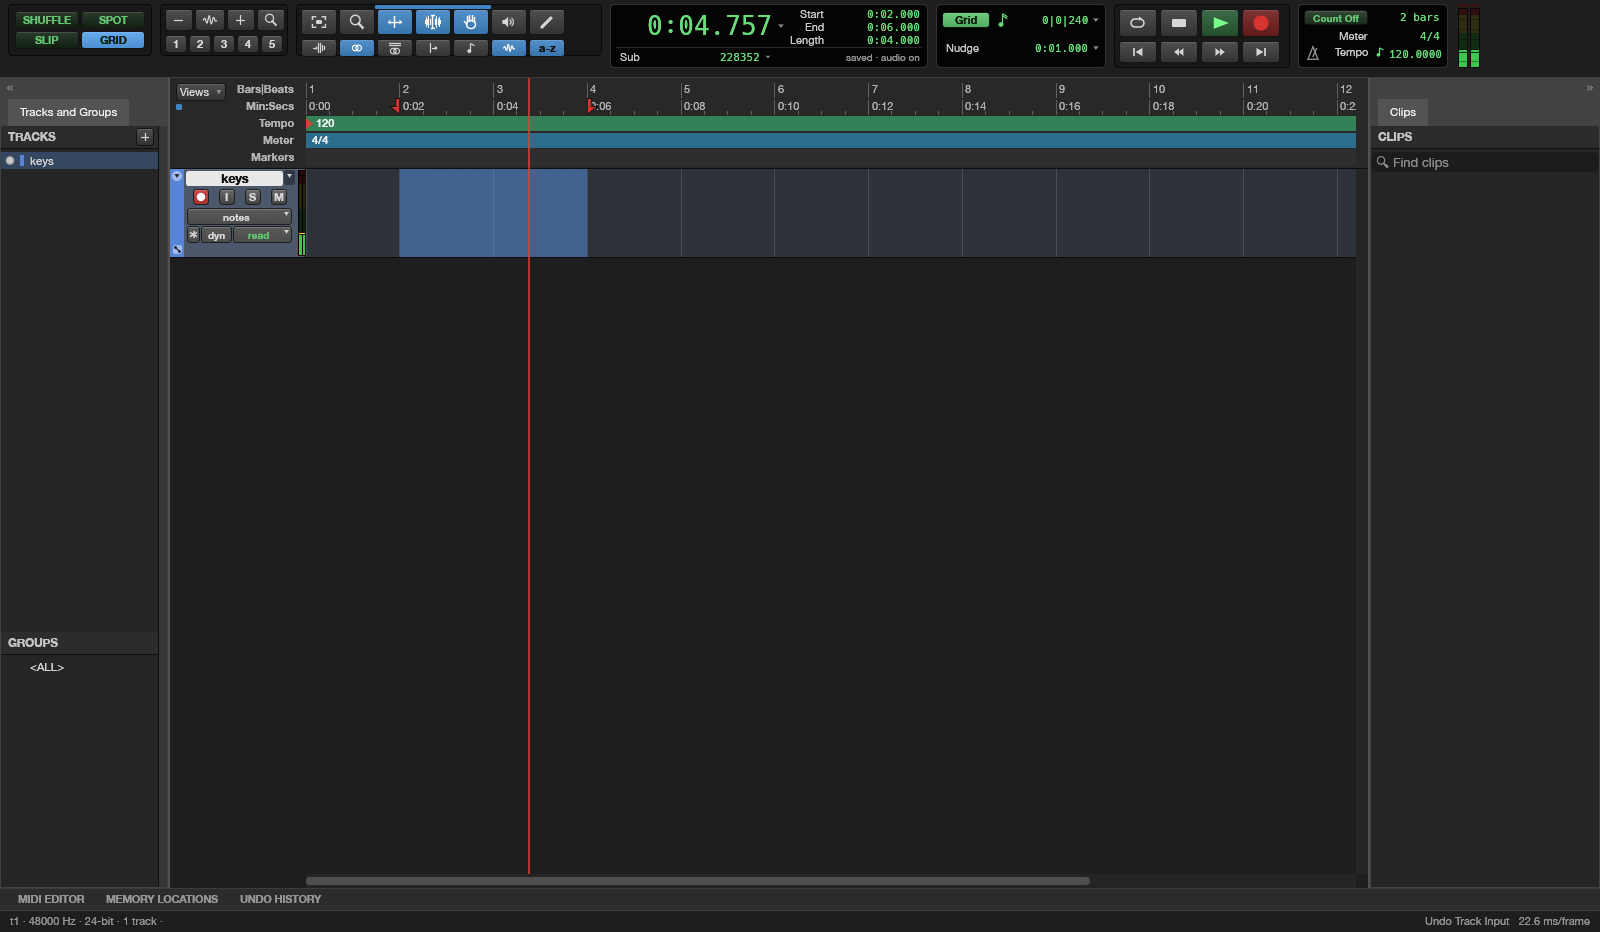 SHUFFLE SPOT
SLIP GRID
1 2 3 4 5
a-z
0:04.757
Start 0:02.000
End 0:06.000
Length 0:04.000
Sub 228352 saved · audio on
Grid 0|0|240
Nudge 0:01.000
Count Off 2 bars
Meter 4/4
Tempo 120.0000
Tracks and Groups
TRACKS
keys
GROUPS
<ALL>
Views
Bars|Beats 1 2 3 4 5 6 7 8 9 10 11 12
Min:Secs 0:00 0:02 0:04 0:06 0:08 0:10 0:12 0:14 0:16 0:18 0:20 0:2
Tempo 120
Meter 4/4
Markers
keys
I S M
notes
dyn read
Clips
CLIPS
Find clips
MIDI EDITOR MEMORY LOCATIONS UNDO HISTORY
t1 · 48000 Hz · 24-bit · 1 track ·
Undo Track Input 22.6 ms/frame